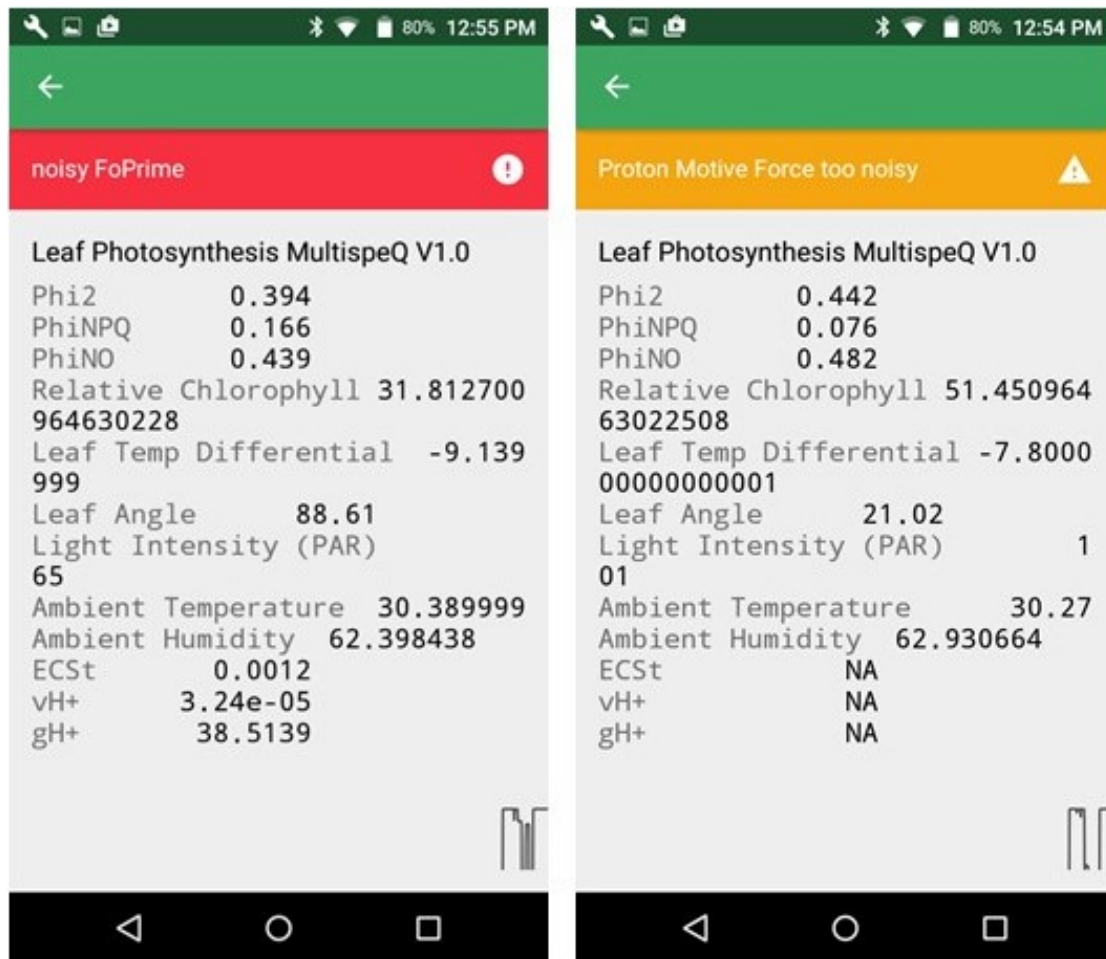 80% 12:55 PM
noisy FoPrime
Leaf Photosynthesis MultispeQ V1.0
Phi2 0.394
PhiNPQ 0.166
PhiNO 0.439
Relative Chlorophyll 31.812700
964630228
Leaf Temp Differential -9.139
999
Leaf Angle 88.61
Light Intensity (PAR)
65
Ambient Temperature 30.389999
Ambient Humidity 62.398438
ECSt 0.0012
vH+ 3.24e-05
gH+ 38.5139
80% 12:54 PM
Proton Motive Force too noisy
Leaf Photosynthesis MultispeQ V1.0
Phi2 0.442
PhiNPQ 0.076
PhiNO 0.482
Relative Chlorophyll 51.450964
63022508
Leaf Temp Differential -7.8000
00000000001
Leaf Angle 21.02
Light Intensity (PAR) 1
01
Ambient Temperature 30.27
Ambient Humidity 62.930664
ECSt NA
vH+ NA
gH+ NA